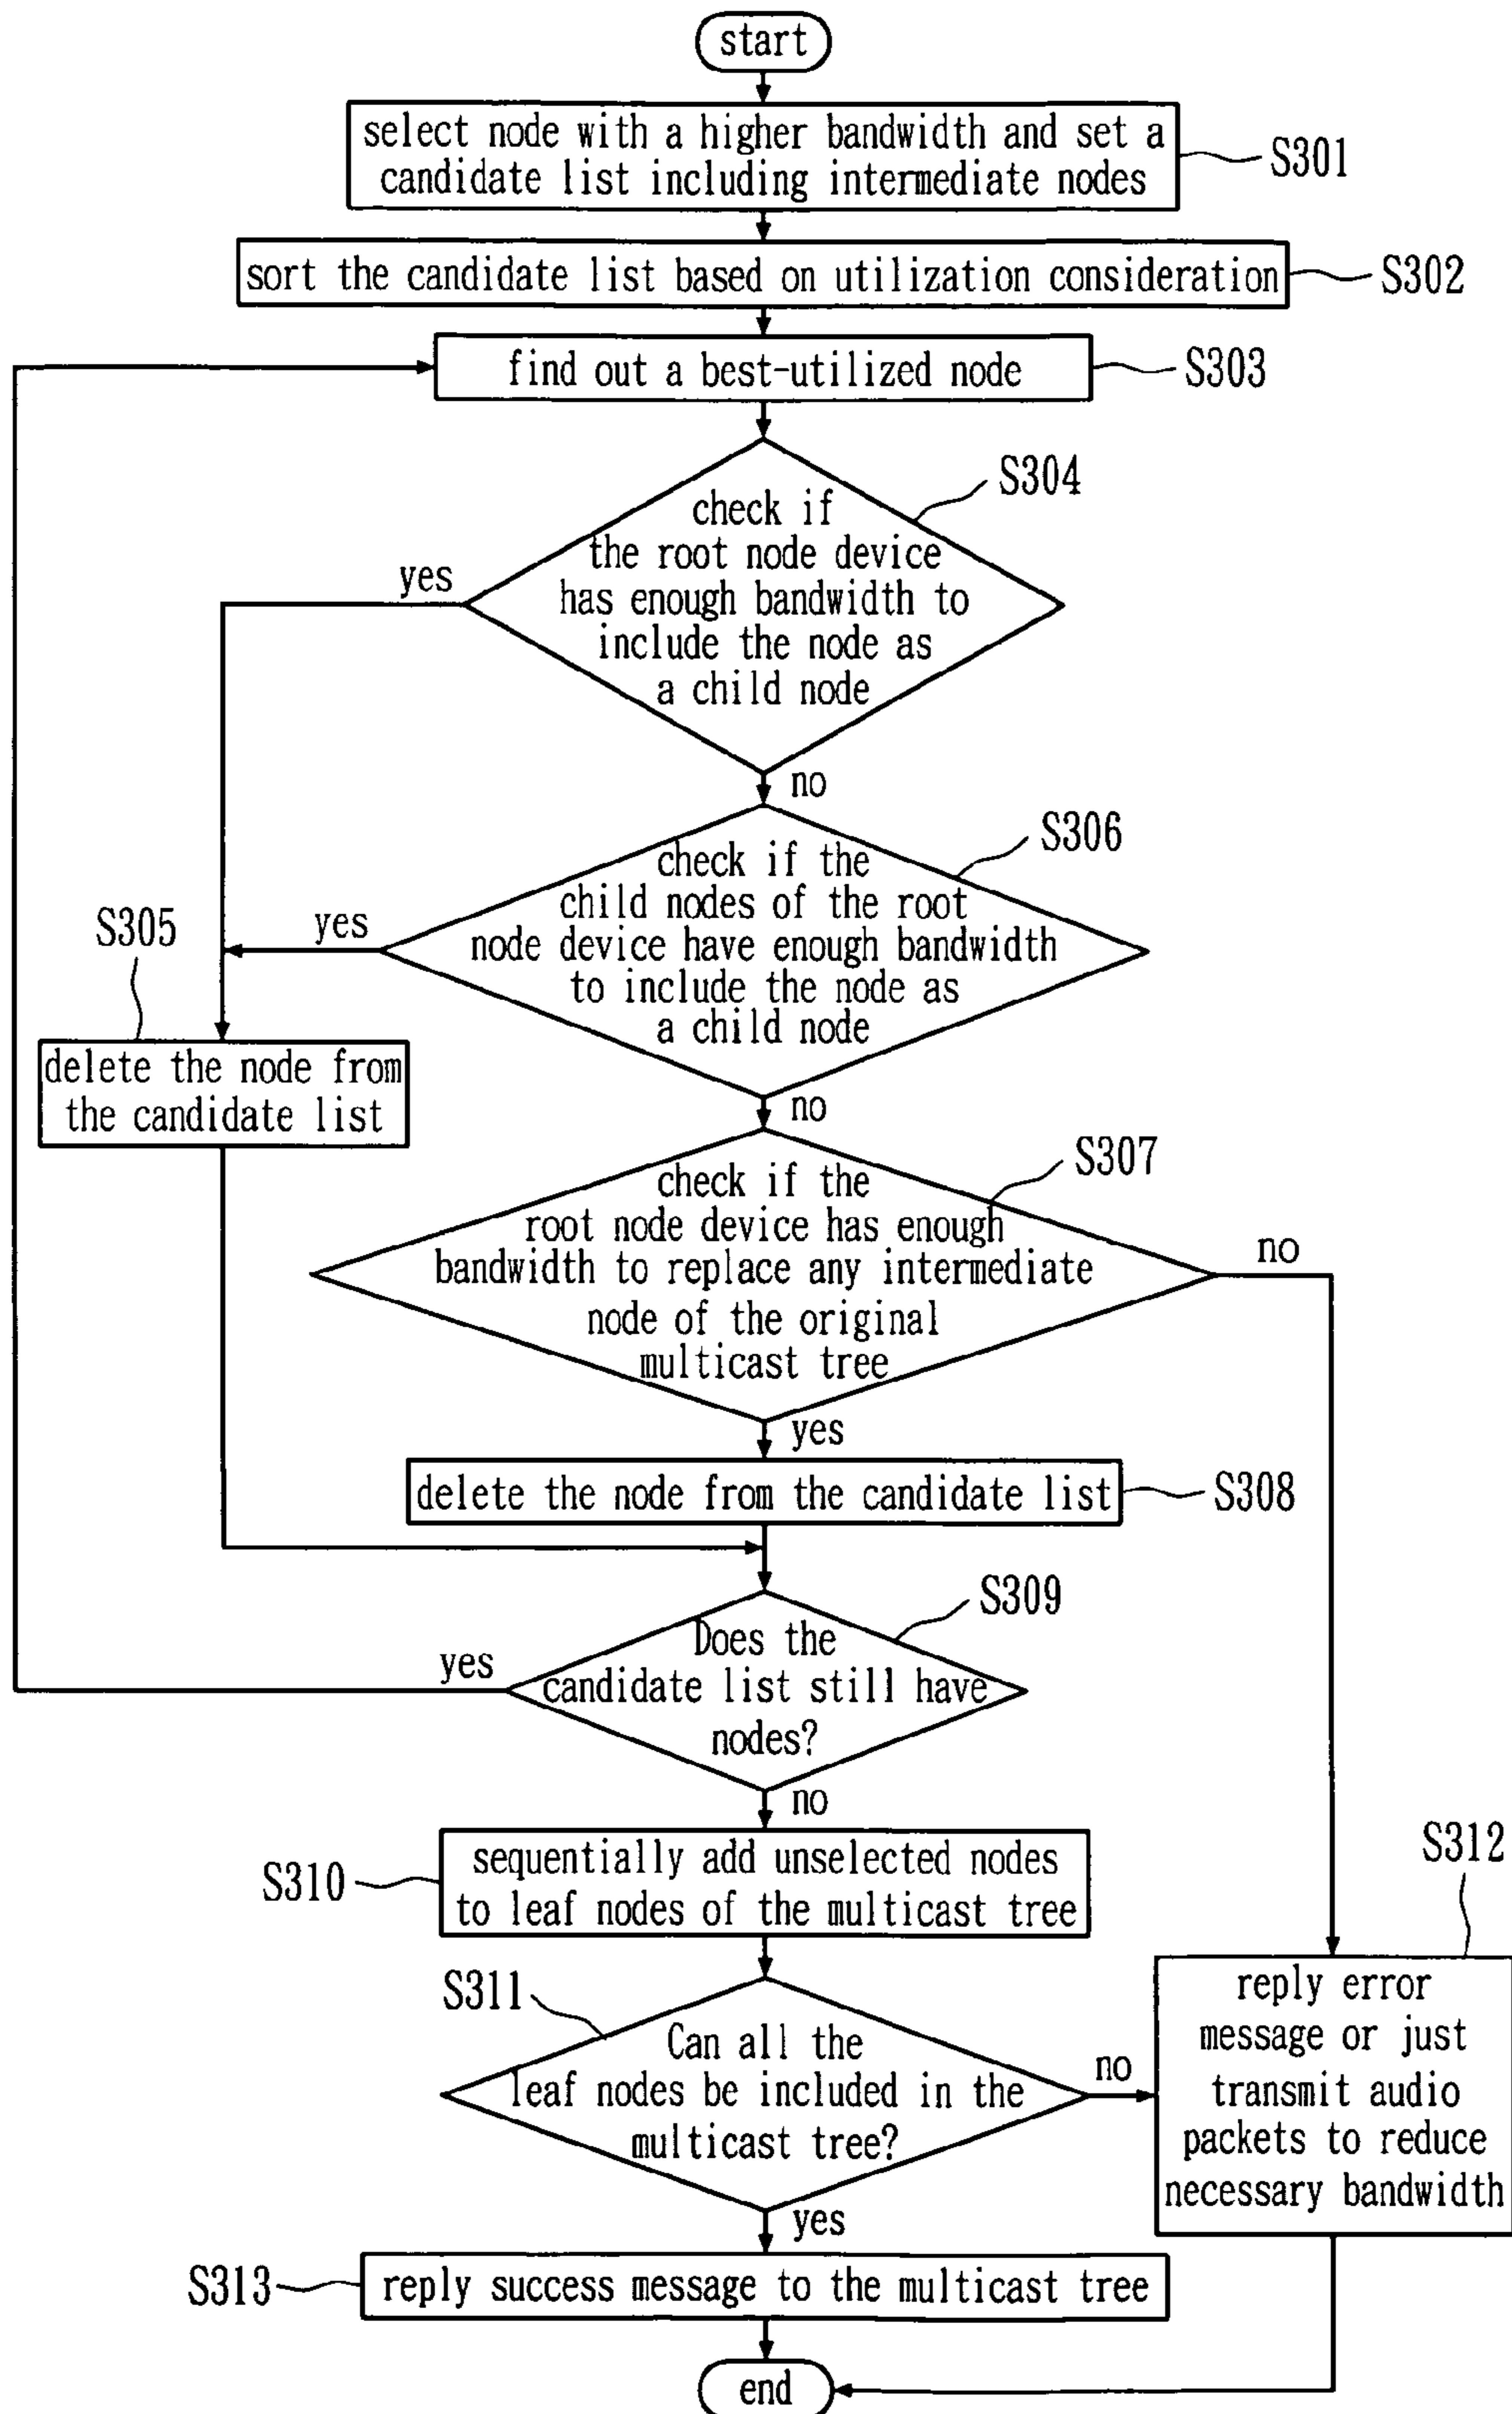 start
select node with a higher bandwidth and set a
candidate list including intermediate nodes
S301
sort the candidate list based on utilization consideration
S302
find out a best-utilized node
S303
S304
check if
the root node device
has enough bandwidth to
include the node as
a child node
yes
no
S306
check if the
child nodes of the root
node device have enough bandwidth
to include the node as
a child node
yes
S305
delete the node from
the candidate list
no
S307
check if the
root node device has enough
bandwidth to replace any intermediate
node of the original
multicast tree
no
yes
delete the node from the candidate list
S308
S309
Does the
candidate list still have
nodes?
yes
no
sequentially add unselected nodes
to leaf nodes of the multicast tree
S310
S312
reply error
message or just
transmit audio
packets to reduce
necessary bandwidth
S311
Can all the
leaf nodes be included in the
multicast tree?
no
yes
S313
reply success message to the multicast tree
end